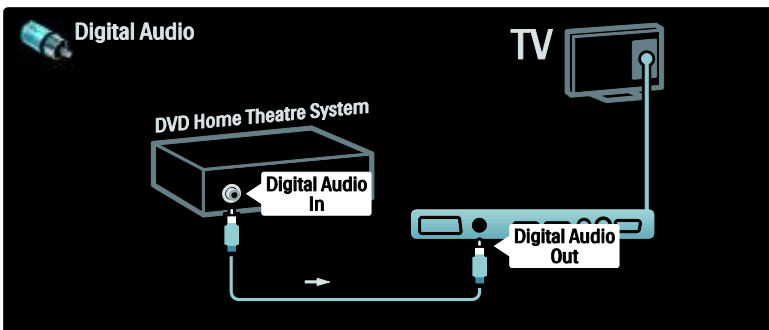 Digital Audio
TV
DVD Home Theatre System
Digital Audio
In
Digital Audio
Out